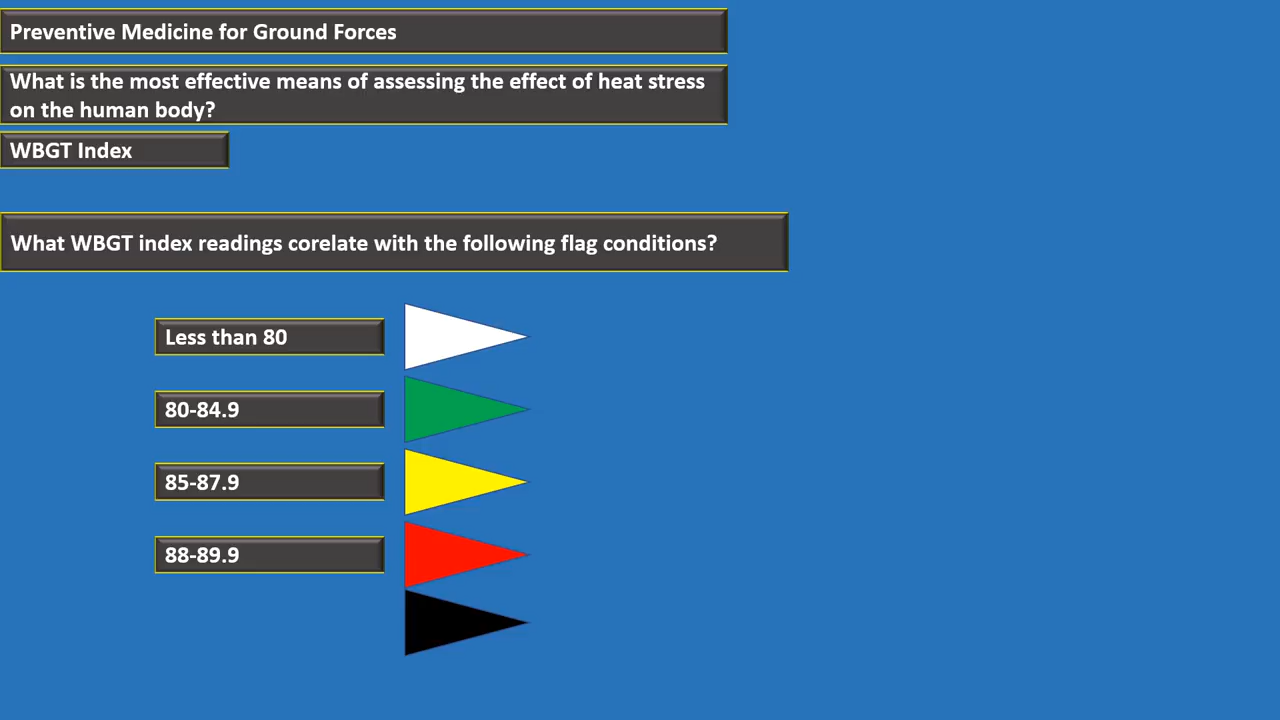 Preventive Medicine for Ground Forces
What is the most effective means of assessing the effect of heat stress
on the human body?
WBGT Index
What WBGT index readings corelate with the following flag conditions?
Less than 80
80-84.9
85-87.9
88-89.9